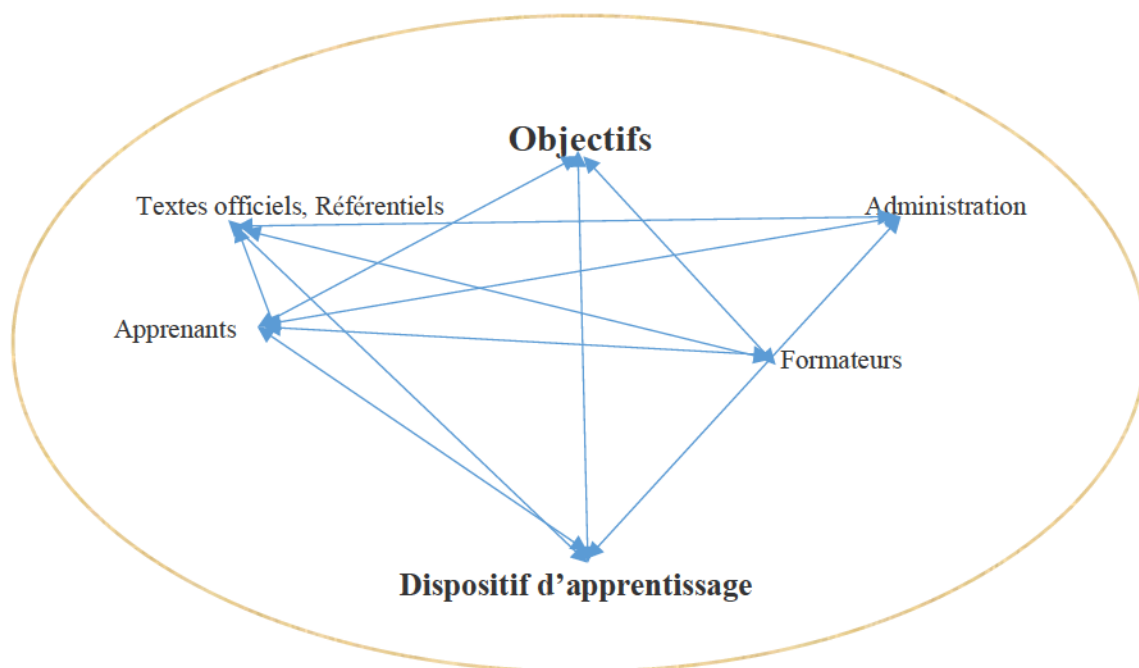 Objectifs
Textes officiels, Référentiels
Administration
Apprenants
Formateurs
Dispositif d’apprentissage